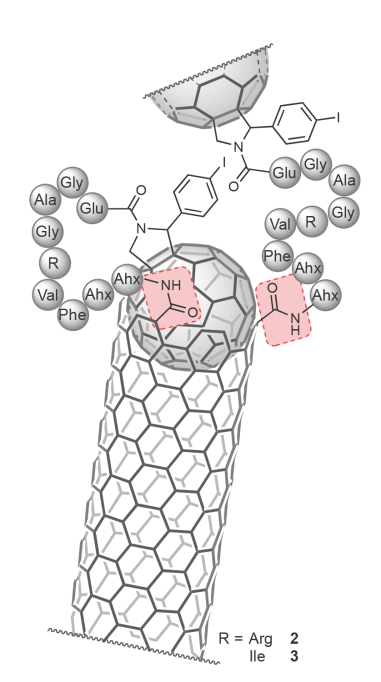 I
N
O
Glu
Gly
Ala
Gly
R
Val
Phe
Ahx
Ahx
O
N
H
I
O
N
Gly
Ala
Glu
Gly
R
Val
Phe
Ahx
Ahx
NH
O
R = Arg 2
Ile 3